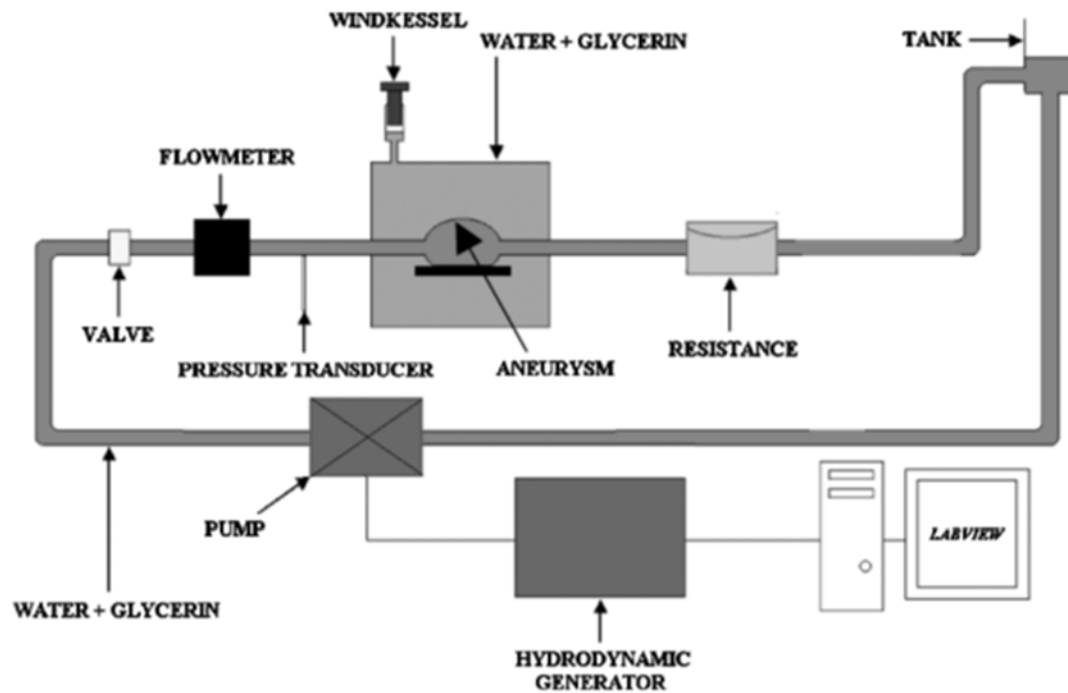 WINDKESSEL
WATER + GLYCERIN
TANK
FLOWMETER
VALVE
PRESSURE TRANSDUCER
ANEURYSM
RESISTANCE
PUMP
LABVIEW
WATER + GLYCERIN
HYDRODYNAMIC
GENERATOR